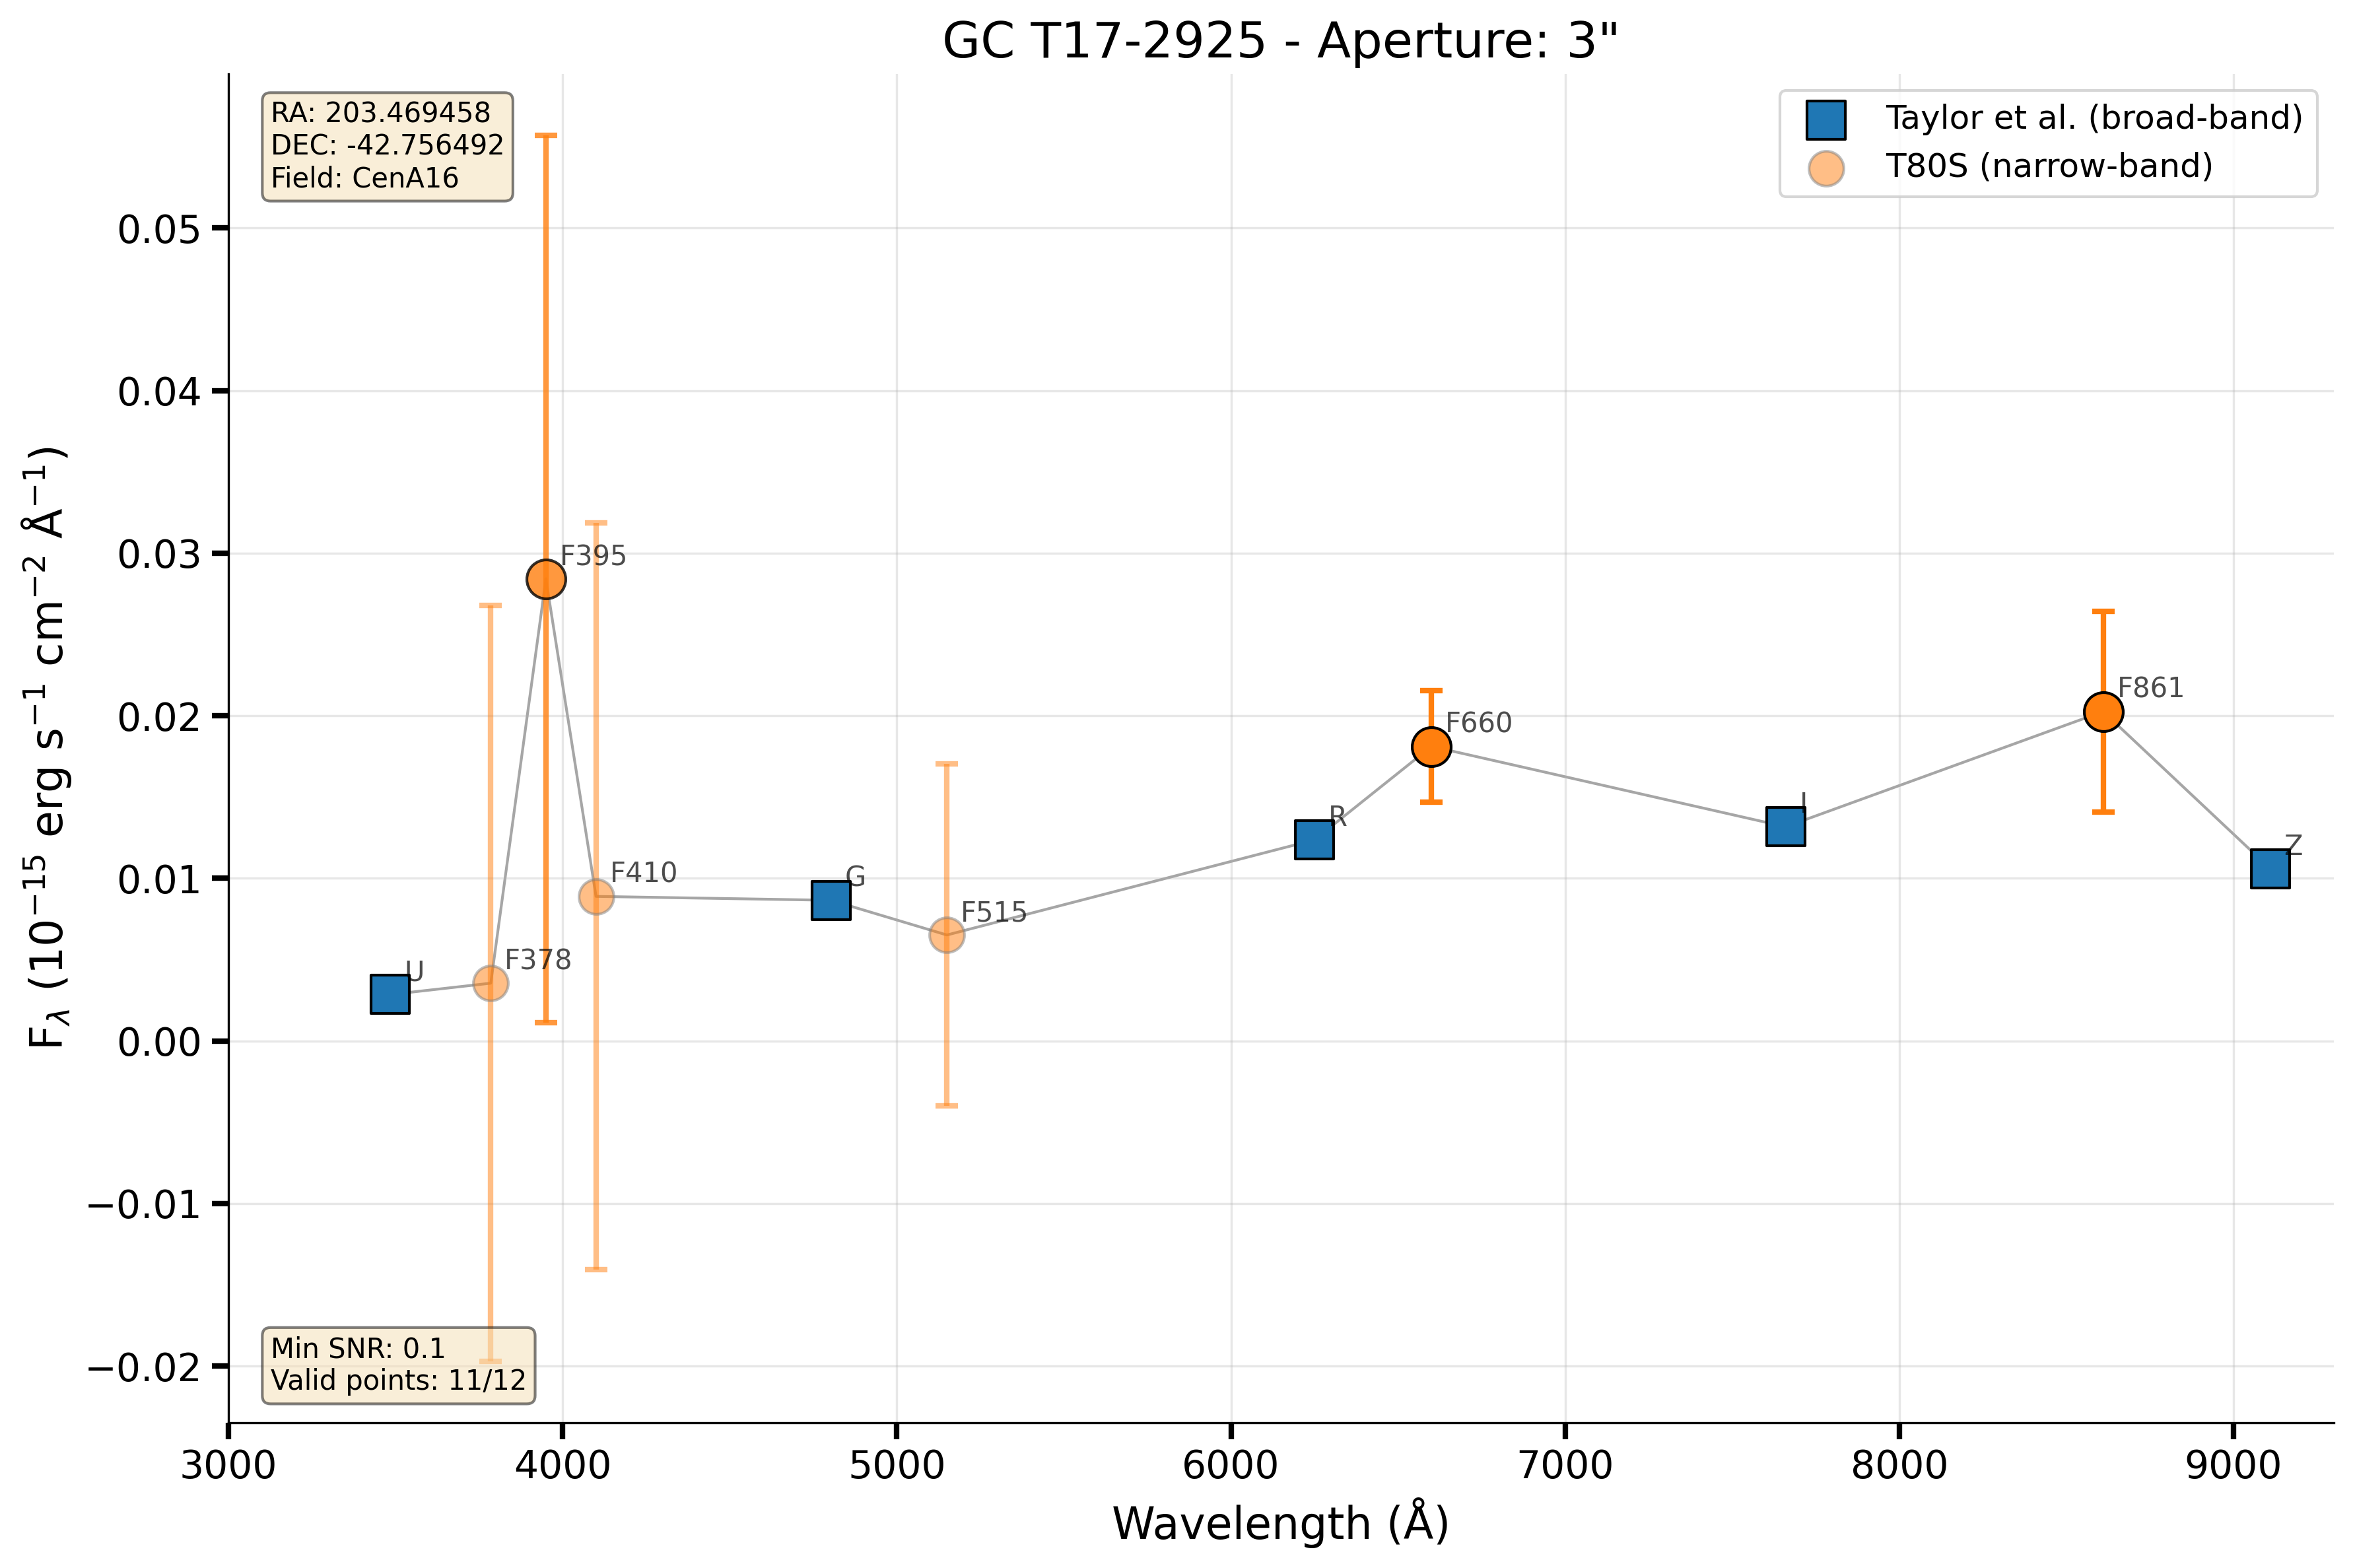 GC T17-2925 - Aperture: 3"
RA: 203.469458
DEC: -42.756492
Field: CenA16
Taylor et al. (broad-band)
T80S (narrow-band)
0.05
0.04
0.03
0.02
0.01
0.00
−0.01
−0.02
F395
F861
F660
I
R
Z
F410
G
F515
F378
U
Min SNR: 0.1
Valid points: 11/12
3000 4000 5000 6000 7000 8000 9000
Wavelength (Å)
Fλ (10⁻¹⁵ erg s⁻¹ cm⁻² Å⁻¹)